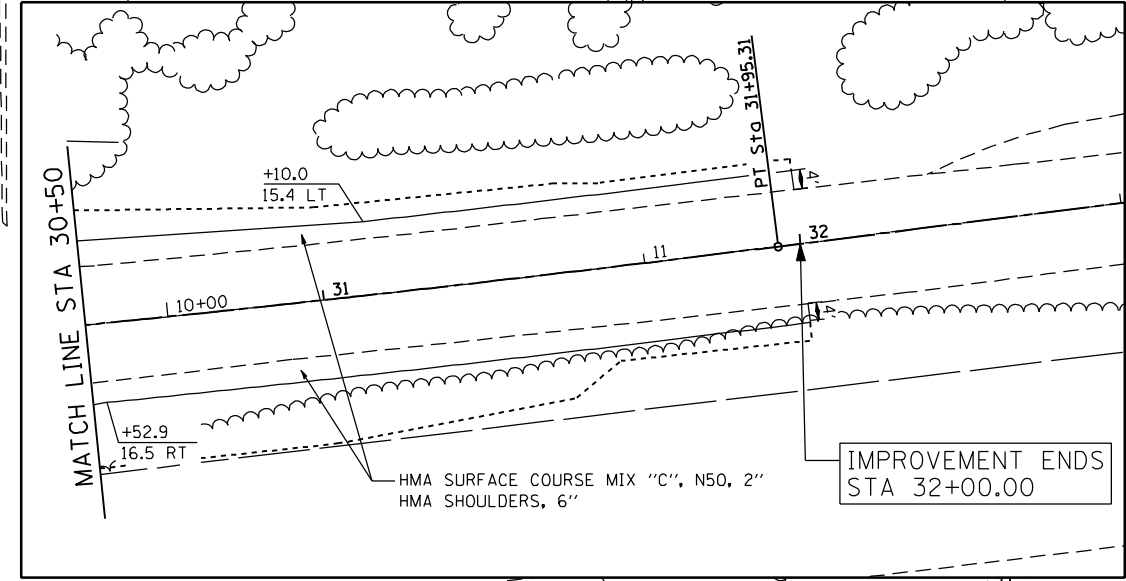 PT Sta 31+95.31
MATCH LINE STA 30+50
+10.0
15.4 LT
4'
32
11
31
10+00
4'
+52.9
16.5 RT
HMA SURFACE COURSE MIX "C", N50, 2"
HMA SHOULDERS, 6"
IMPROVEMENT ENDS
STA 32+00.00